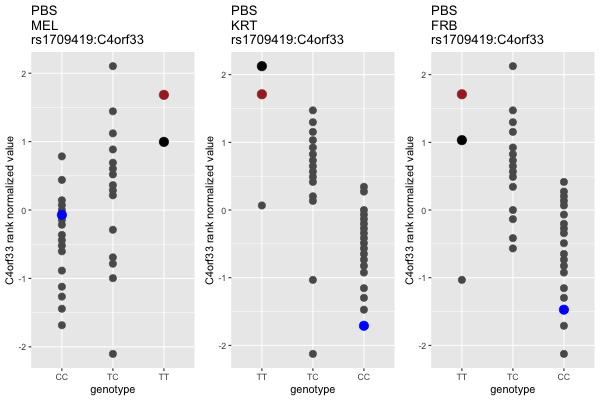 PBS
MEL
rs1709419:C4orf33
C4orf33 rank normalized value
2
1
0
-1
-2
CC
TC
TT
genotype
PBS
KRT
rs1709419:C4orf33
C4orf33 rank normalized value
2
1
0
-1
-2
TT
TC
CC
genotype
PBS
FRB
rs1709419:C4orf33
C4orf33 rank normalized value
2
1
0
-1
-2
TT
TC
CC
genotype